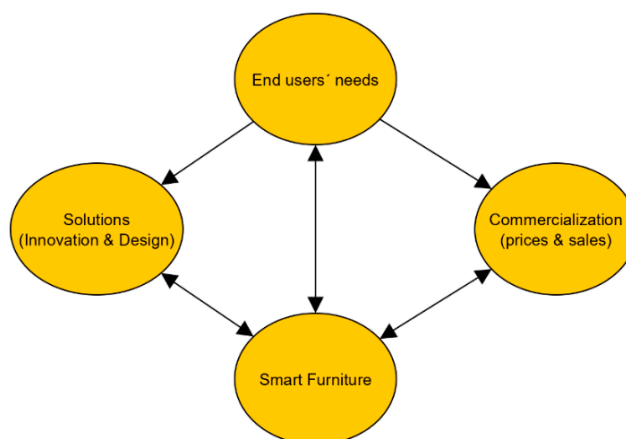 End users´ needs
Solutions
(Innovation & Design)
Commercialization
(prices & sales)
Smart Furniture